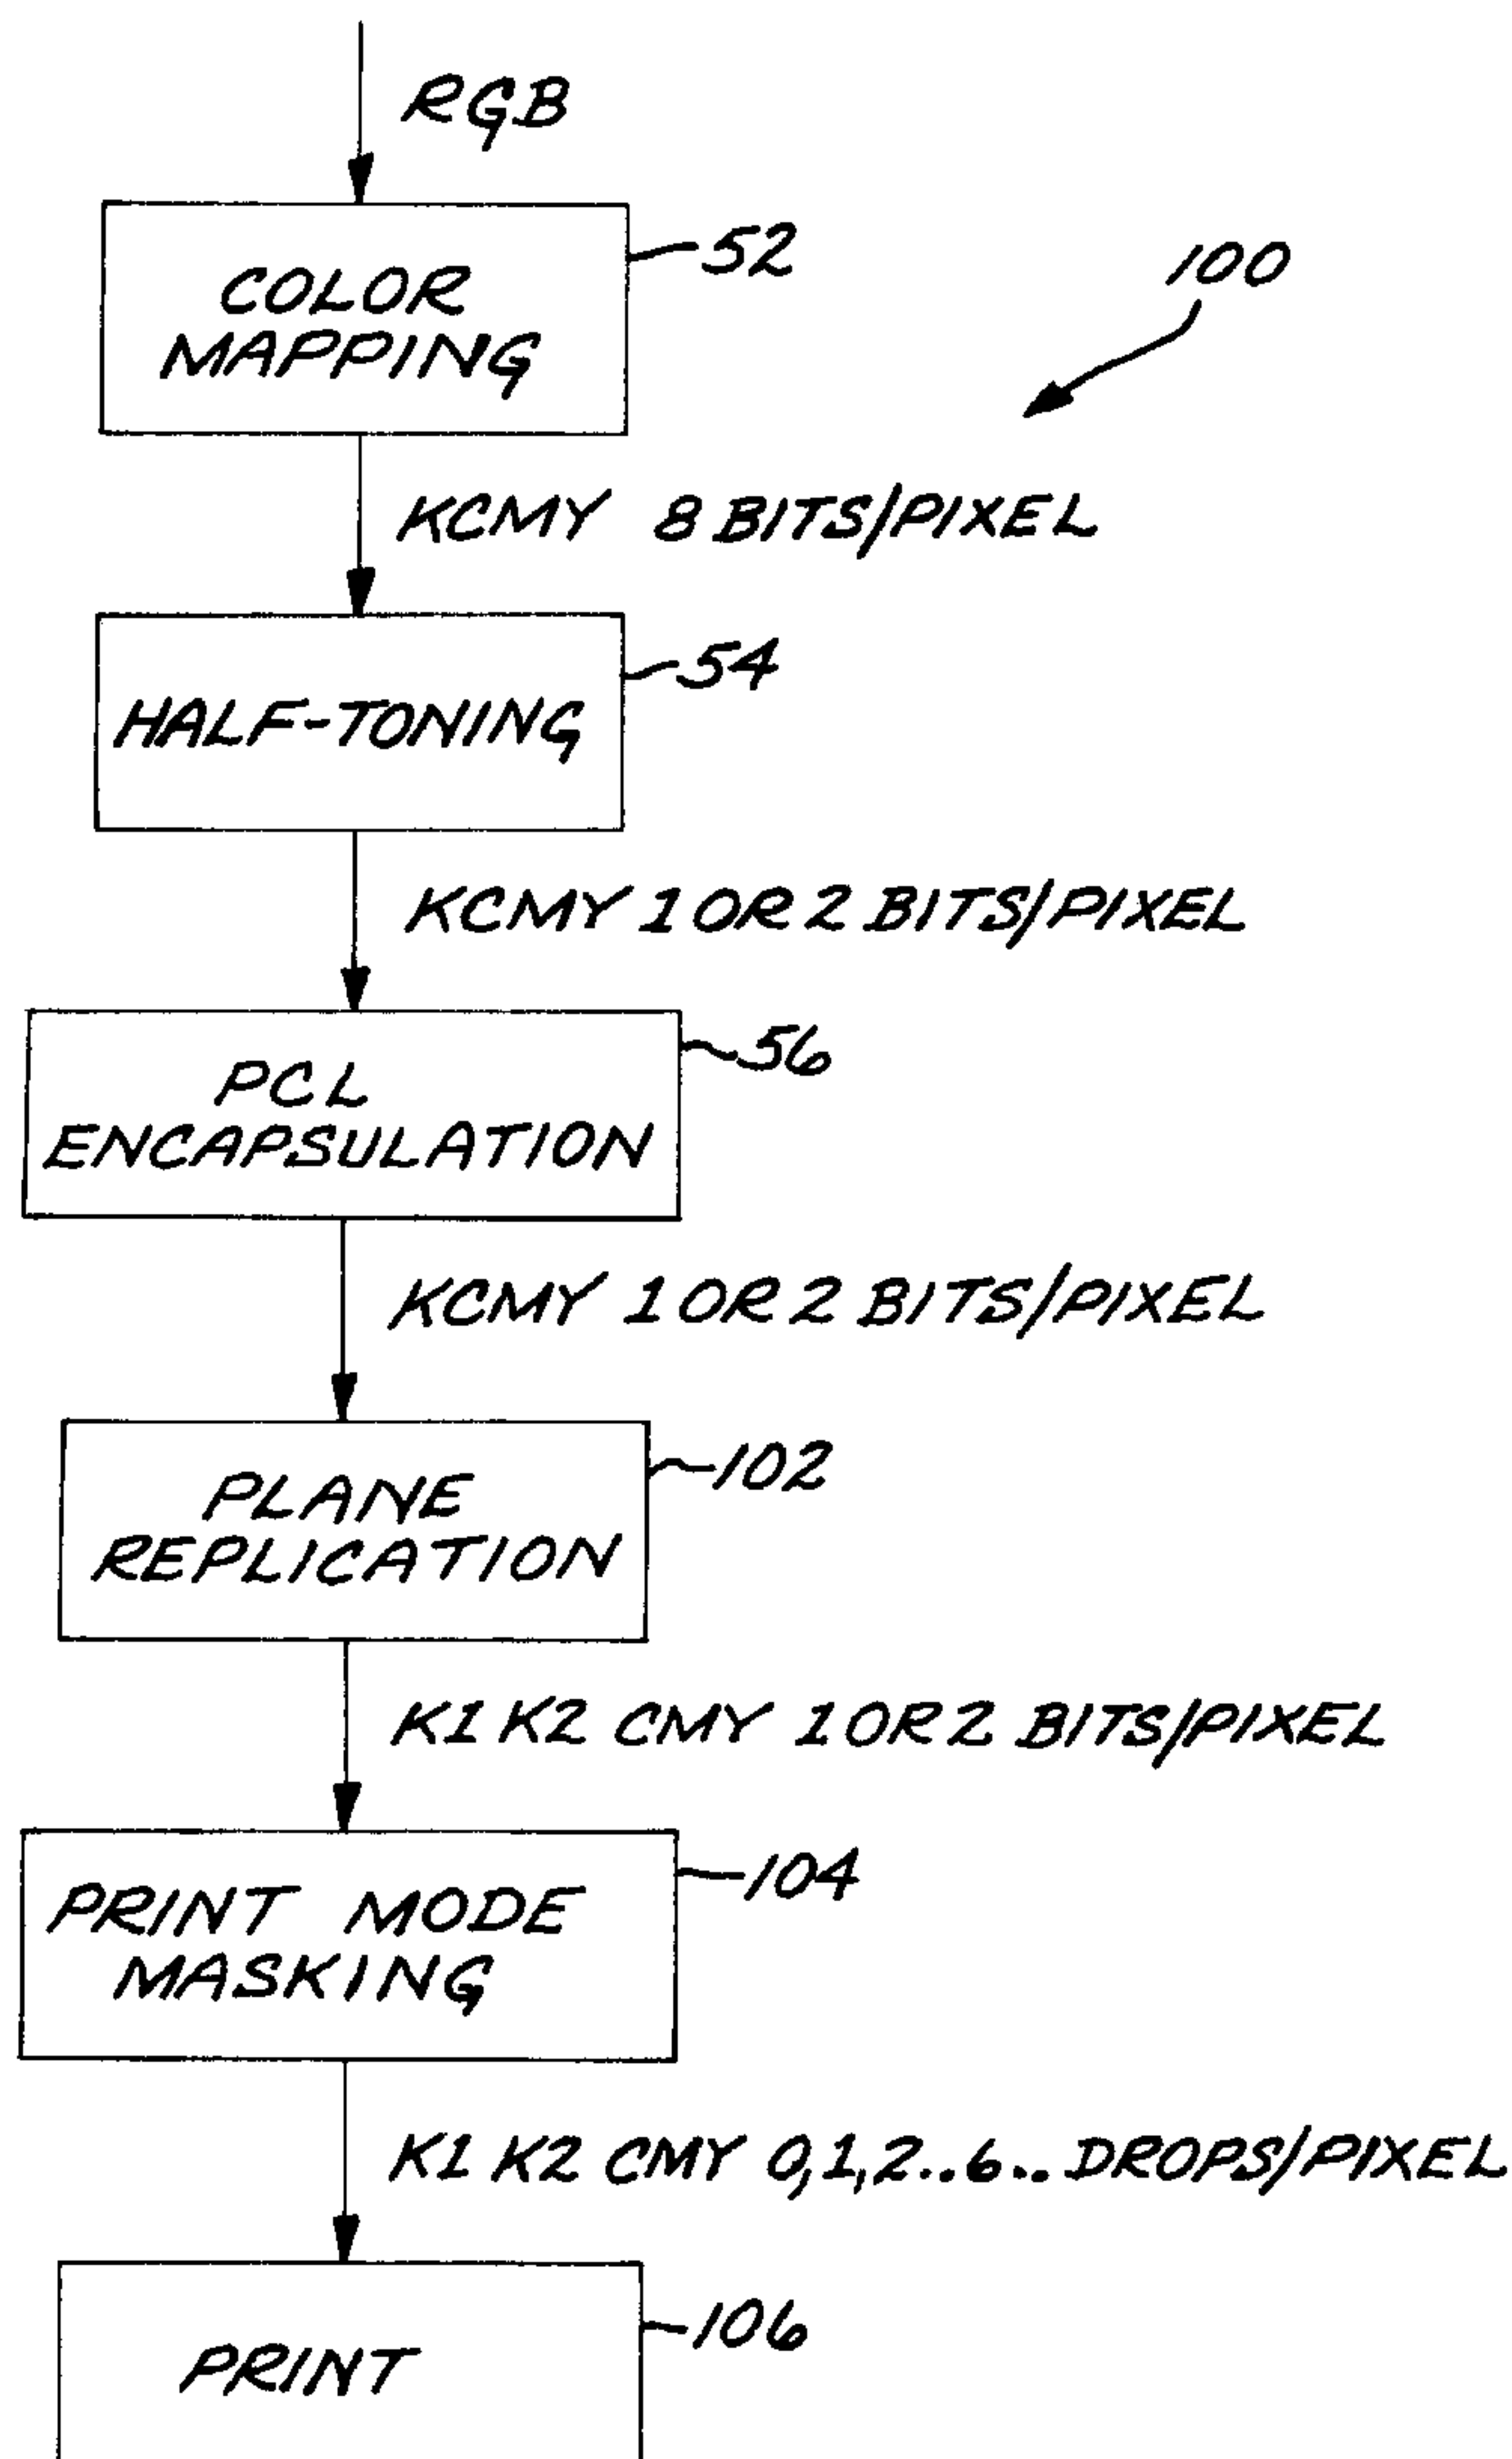 RGB
52
100
COLOR
MAPPING
KCMY 8 BITS/PIXEL
54
HALF-TONING
KCMY 1 OR 2 BITS/PIXEL
56
PCL
ENCAPSULATION
KCMY 1 OR 2 BITS/PIXEL
102
PLANE
REPLICATION
K1 K2 CMY 1 OR 2 BITS/PIXEL
104
PRINT MODE
MASKING
K1 K2 CMY 0,1,2..6.. DROPS/PIXEL
106
PRINT